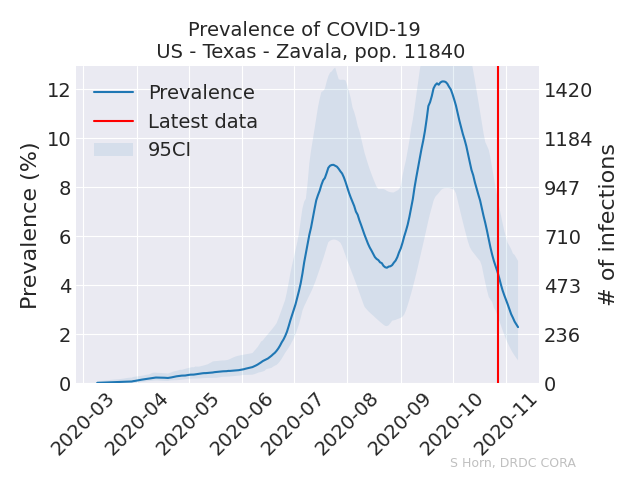 Prevalence of COVID-19
US - Texas - Zavala, pop. 11840
Prevalence
Latest data
95CI
Prevalence (%)
12
10
8
6
4
2
0
1420
1184
947
710
473
236
0
# of infections
2020-03
2020-04
2020-05
2020-06
2020-07
2020-08
2020-09
2020-10
2020-11
S Horn, DRDC CORA